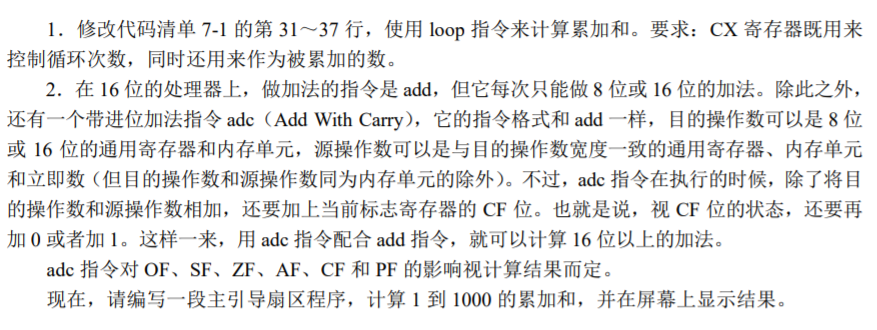 1．修改代码清单 7-1 的第 31～37 行，使用 loop 指令来计算累加和。要求：CX 寄存器既用来
控制循环次数，同时还用来作为被累加的数。
2．在 16 位的处理器上，做加法的指令是 add，但它每次只能做 8 位或 16 位的加法。除此之外，
还有一个带进位加法指令 adc（Add With Carry），它的指令格式和 add 一样，目的操作数可以是 8 位
或 16 位的通用寄存器和内存单元，源操作数可以是与目的操作数宽度一致的通用寄存器、内存单元
和立即数（但目的操作数和源操作数同为内存单元的除外）。不过，adc 指令在执行的时候，除了将目
的操作数和源操作数相加，还要加上当前标志寄存器的 CF 位。也就是说，视 CF 位的状态，还要再
加 0 或者加 1。这样一来，用 adc 指令配合 add 指令，就可以计算 16 位以上的加法。
adc 指令对 OF、SF、ZF、AF、CF 和 PF 的影响视计算结果而定。
现在，请编写一段主引导扇区程序，计算 1 到 1000 的累加和，并在屏幕上显示结果。